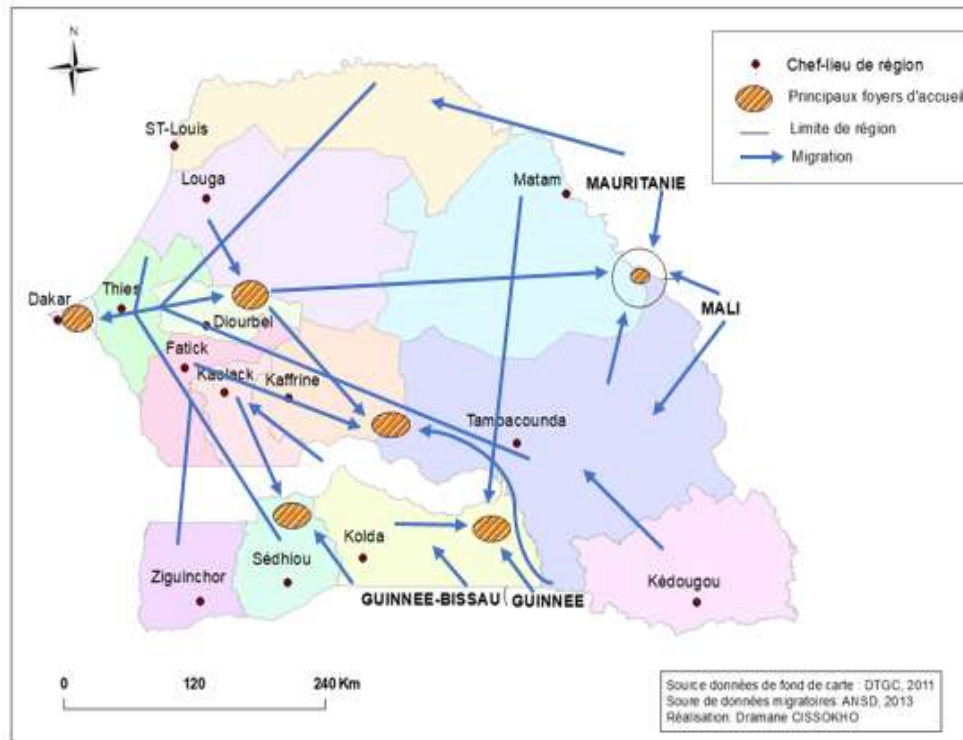 N
Chef-lieu de région
Principaux foyers d'accueil
Limite de région
Migration
ST-Louis
Louga
Matam
MAURITANIE
Dakar
Thies
Diourbel
MALI
Fatick
Kaolack
Kaffrine
Tambacounda
Kolda
Sédhiou
Ziguinchor
GUINNEE-BISSAU
GUINNEE
Kédougou
0 120 240 Km
Source données de fond de carte : DTGC, 2011
Soure de données migratoires: ANSD, 2013
Réalisation: Dramane CISSOKHO